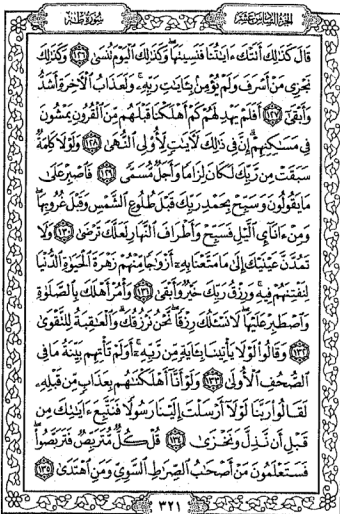 الجزء السادس عشر سورة طه
قَالَ كَذَٰلِكَ أَتَتْكَ ءَايَٰتُنَا فَنَسِينَهَا ۖ وَكَذَٰلِكَ ٱلْيَوْمَ تُنسَىٰ ١٢٦ وَكَذَٰلِكَ
نَجْزِى مَنْ أَسْرَفَ وَلَمْ يُؤْمِنۢ بِـَٔايَٰتِ رَبِّهِۦ ۚ وَلَعَذَابُ ٱلْءَاخِرَةِ أَشَدُّ
وَأَبْقَىٰٓ ١٢٧ أَفَلَمْ يَهْدِ لَهُمْ كَمْ أَهْلَكْنَا قَبْلَهُم مِّنَ ٱلْقُرُونِ يَمْشُونَ
فِى مَسَٰكِنِهِمْ ۗ إِنَّ فِى ذَٰلِكَ لَءَايَٰتٍ لِّأُو۟لِى ٱلنُّهَىٰ ١٢٨ وَلَوْلَا كَلِمَةٌ
سَبَقَتْ مِن رَّبِّكَ لَكَانَ لِزَامًا وَأَجَلٌ مُّسَمًّى ١٢٩ فَٱصْبِرْ عَلَىٰ
مَا يَقُولُونَ وَسَبِّحْ بِحَمْدِ رَبِّكَ قَبْلَ طُلُوعِ ٱلشَّمْسِ وَقَبْلَ غُرُوبِهَا ۖ
وَمِنْ ءَانَآئِ ٱلَّيْلِ فَسَبِّحْ وَأَطْرَافَ ٱلنَّهَارِ لَعَلَّكَ تَرْضَىٰ ١٣٠ وَلَا
تَمُدَّنَّ عَيْنَيْكَ إِلَىٰ مَا مَتَّعْنَا بِهِۦٓ أَزْوَٰجًا مِّنْهُمْ زَهْرَةَ ٱلْحَيَوٰةِ ٱلدُّنْيَا
لِنَفْتِنَهُمْ فِيهِ ۚ وَرِزْقُ رَبِّكَ خَيْرٌ وَأَبْقَىٰ ١٣١ وَأْمُرْ أَهْلَكَ بِٱلصَّلَوٰةِ
وَٱصْطَبِرْ عَلَيْهَا ۖ لَا نَسْـَٔلُكَ رِزْقًا ۖ نَّحْنُ نَرْزُقُكَ ۗ وَٱلْعَٰقِبَةُ لِلتَّقْوَىٰ
١٣٢ وَقَالُوا۟ لَوْلَا يَأْتِينَا بِـَٔايَةٍ مِّن رَّبِّهِۦٓ ۚ أَوَلَمْ تَأْتِهِم بَيِّنَةُ مَا فِى
ٱلصُّحُفِ ٱلْأُولَىٰ ١٣٣ وَلَوْ أَنَّآ أَهْلَكْنَٰهُم بِعَذَابٍ مِّن قَبْلِهِۦ
لَقَالُوا۟ رَبَّنَا لَوْلَآ أَرْسَلْتَ إِلَيْنَا رَسُولًا فَنَتَّبِعَ ءَايَٰتِكَ مِن
قَبْلِ أَن نَّذِلَّ وَنَخْزَىٰ ١٣٤ قُلْ كُلٌّ مُّتَرَبِّصٌ فَتَرَبَّصُوا۟ ۖ
فَسَتَعْلَمُونَ مَنْ أَصْحَٰبُ ٱلصِّرَٰطِ ٱلسَّوِىِّ وَمَنِ ٱهْتَدَىٰ ١٣٥
٣٢١